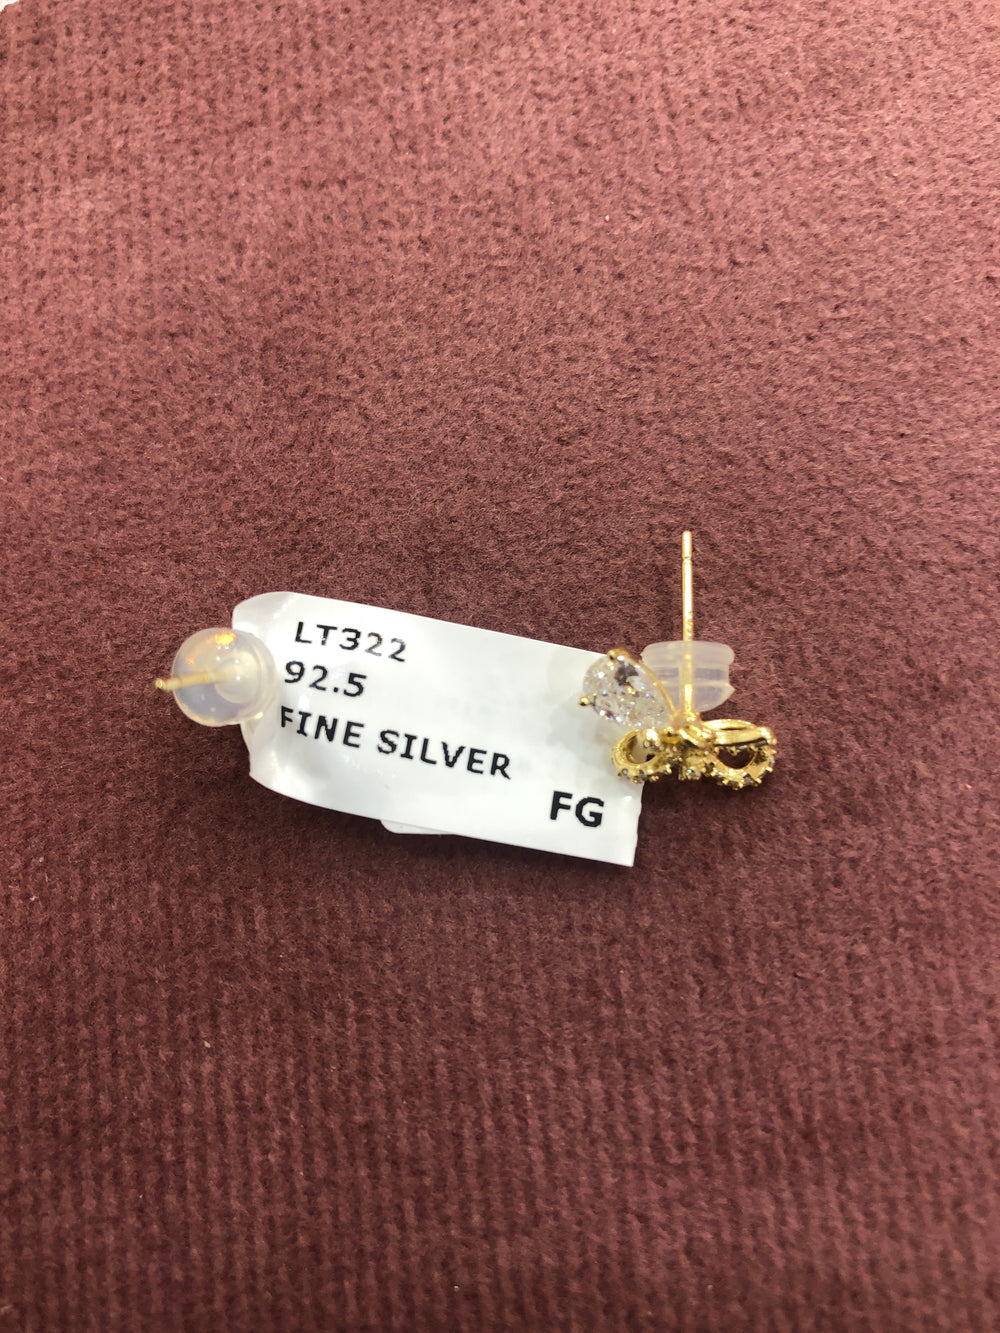 LT322
92.5
FINE SILVER
FG